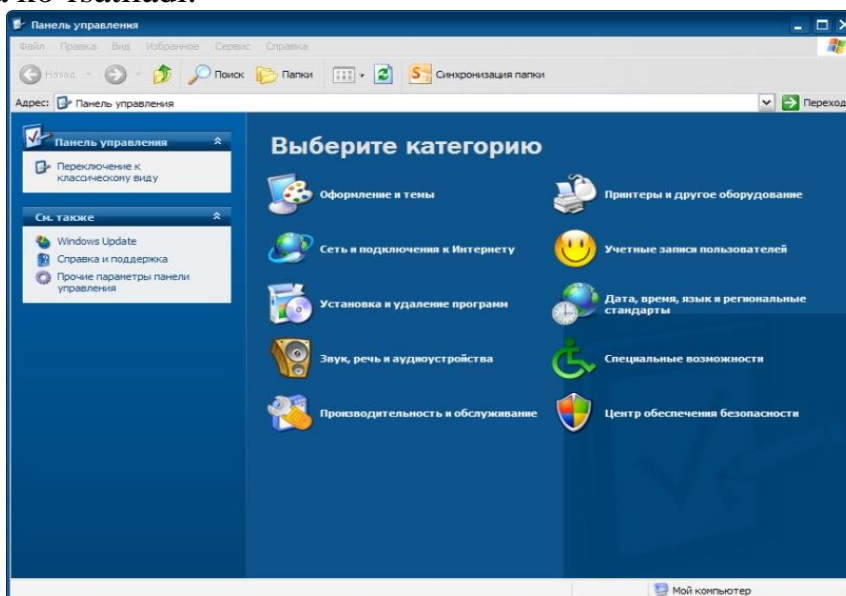 ko‘rsatiladi.
Панель управления
Файл Правка Вид Избранное Сервис Справка
Назад Поиск Папки Синхронизация папки
Адрес: Панель управления Переход
Панель управления
Переключение к
классическому виду
См. также
Windows Update
Справка и поддержка
Прочие параметры панели
управления
Выберите категорию
Оформление и темы
Принтеры и другое оборудование
Сеть и подключения к Интернету
Учетные записи пользователей
Установка и удаление программ
Дата, время, язык и региональные
стандарты
Звук, речь и аудиоустройства
Специальные возможности
Производительность и обслуживание
Центр обеспечения безопасности
Мой компьютер